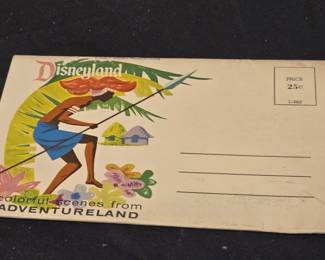 Disneyland
PRICE
25¢
colorful scenes from
ADVENTURELAND